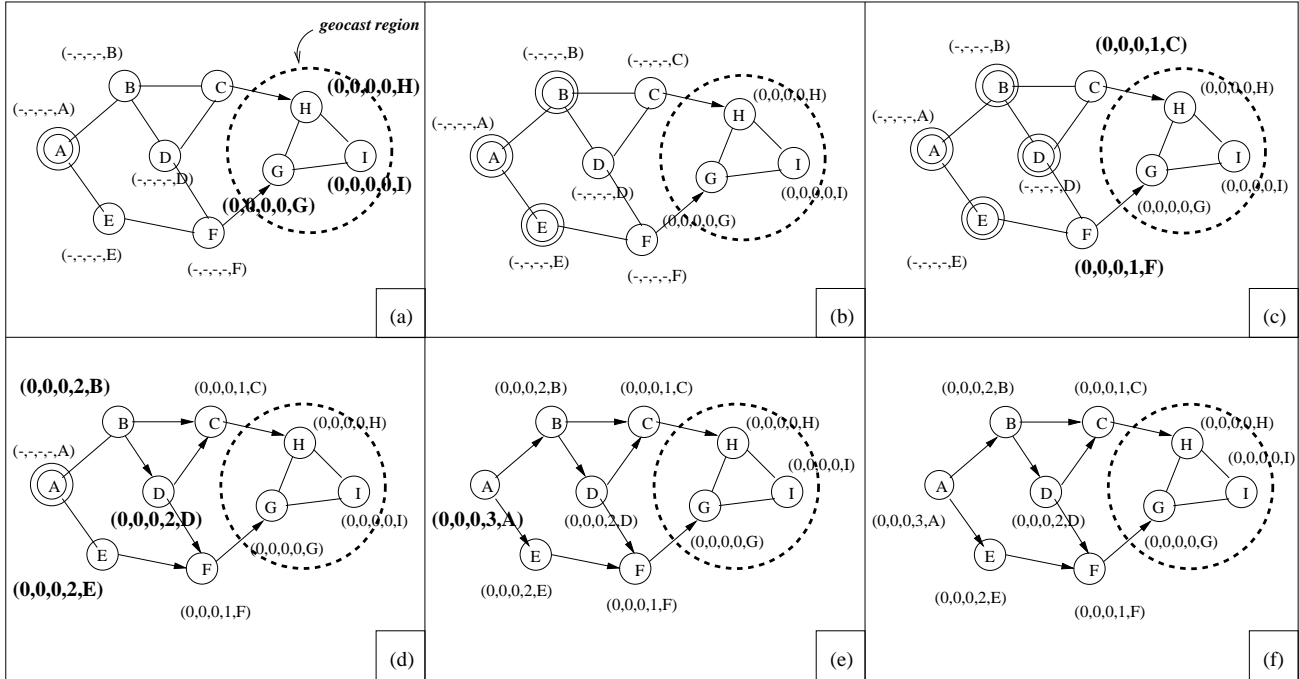 geocast region
(-,-,-,-,B)
B
C
H
(0,0,0,0,H)
(-,-,-,-,A)
A
D
I
G
(-,-,-,-,D)
(0,0,0,0,I)
(0,0,0,0,G)
E
F
(-,-,-,-,E)
(-,-,-,-,F)
(a)
(-,-,-,-,B)
(-,-,-,-,C)
B
C
(0,0,0,0,H)
H
(-,-,-,-,A)
A
D
I
G
(-,-,-,-,D)
(0,0,0,0,I)
(0,0,0,0,G)
E
F
(-,-,-,-,E)
(-,-,-,-,F)
(b)
(0,0,0,1,C)
(-,-,-,-,B)
B
C
(0,0,0,0,H)
H
(-,-,-,-,A)
A
D
I
G
(-,-,-,-,D)
(0,0,0,0,I)
(0,0,0,0,G)
E
F
(-,-,-,-,E)
(0,0,0,1,F)
(c)
(0,0,0,2,B)
(0,0,0,1,C)
B
C
(0,0,0,0,H)
H
(-,-,-,-,A)
A
D
I
G
(0,0,0,2,D)
(0,0,0,0,I)
(0,0,0,0,G)
E
F
(0,0,0,2,E)
(0,0,0,1,F)
(d)
(0,0,0,2,B)
(0,0,0,1,C)
B
C
(0,0,0,0,H)
H
(0,0,0,0,I)
A
D
I
G
(0,0,0,3,A)
(0,0,0,2,D)
(0,0,0,0,G)
E
F
(0,0,0,2,E)
(0,0,0,1,F)
(e)
(0,0,0,2,B)
(0,0,0,1,C)
B
C
(0,0,0,0,H)
H
(0,0,0,0,I)
A
D
I
G
(0,0,0,3,A)
(0,0,0,2,D)
(0,0,0,0,G)
E
F
(0,0,0,2,E)
(0,0,0,1,F)
(f)